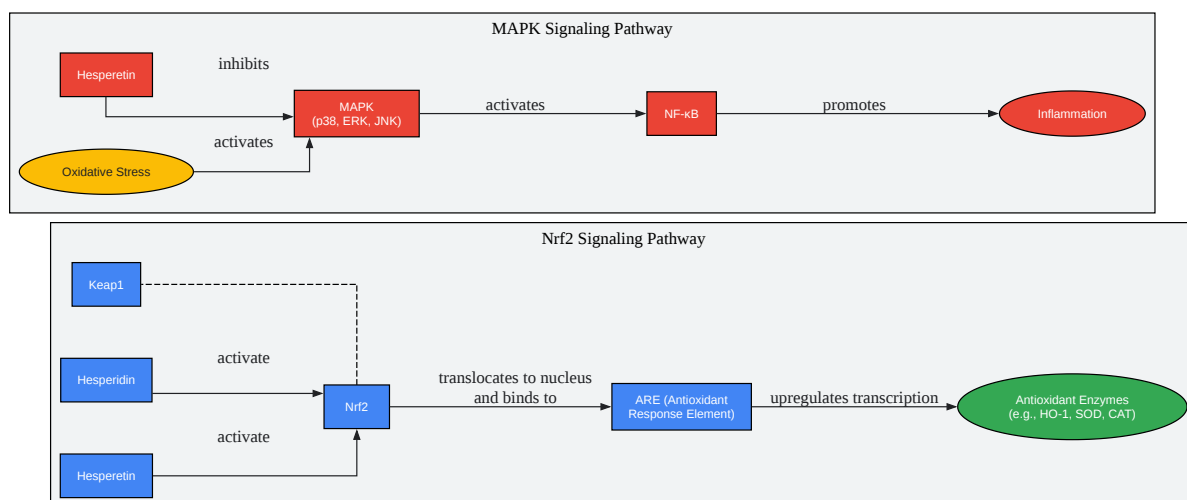 MAPK Signaling Pathway
Hesperetin
inhibits
MAPK
(p38, ERK, JNK)
activates
NF-κB
promotes
Inflammation
activates
Oxidative Stress
Nrf2 Signaling Pathway
Keap1
Hesperidin
activate
Nrf2
translocates to nucleus
and binds to
ARE (Antioxidant
Response Element)
upregulates transcription
Antioxidant Enzymes
(e.g., HO-1, SOD, CAT)
activate
Hesperetin